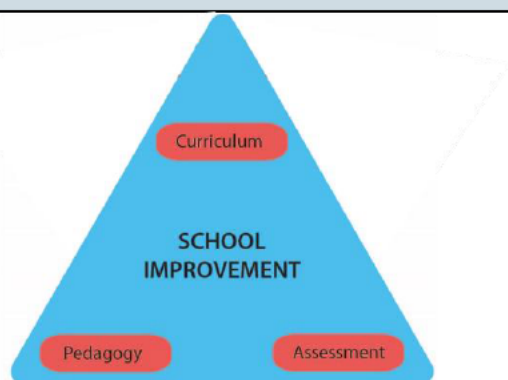 Curriculum
SCHOOL
IMPROVEMENT
Pedagogy
Assessment